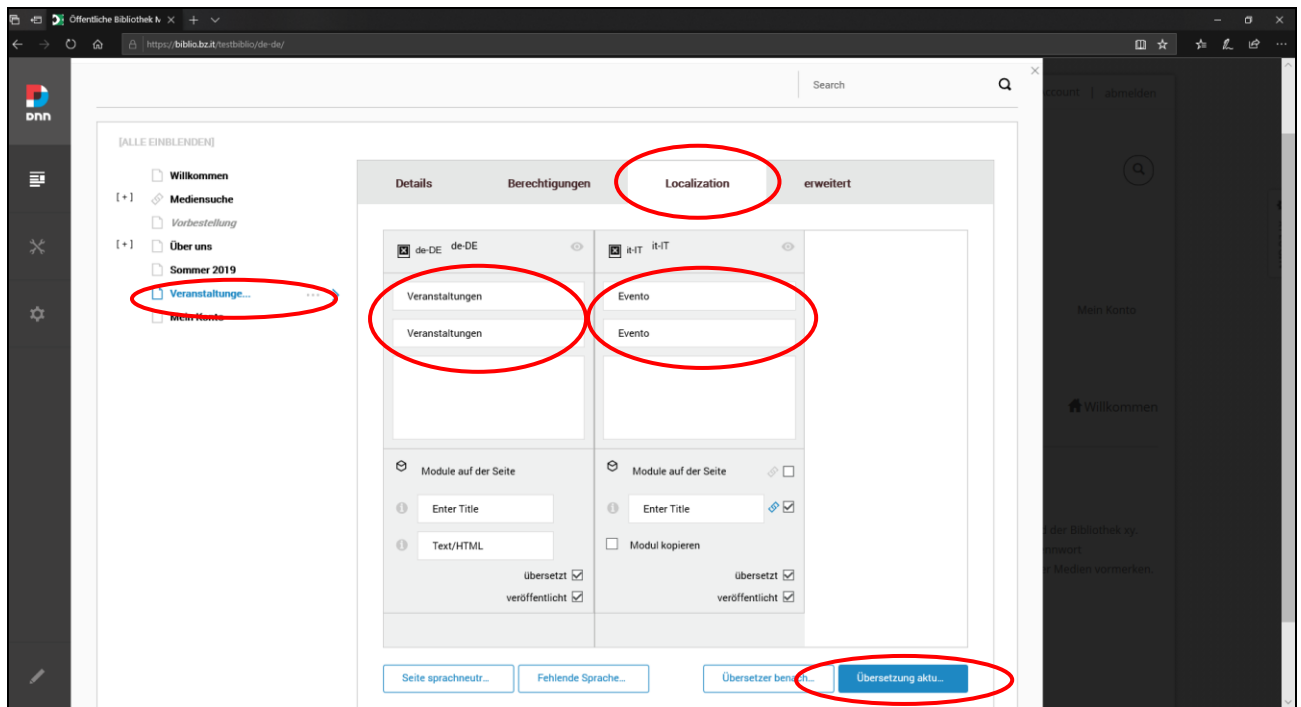 Öffentliche Bibliothek M
https://biblio.bz.it/testbiblio/de-de/
dnn
Search
account | abmelden
[ALLE EINBLENDEN]
Willkommen
[+] Mediensuche
Vorbestellung
[+] Über uns
Sommer 2019
Veranstaltunge... ...
Mein Konto
Details Berechtigungen Localization erweitert
de-DE de-DE it-IT it-IT
Veranstaltungen Evento
Veranstaltungen Evento
Module auf der Seite Module auf der Seite
Enter Title Enter Title
Text/HTML Modul kopieren
übersetzt übersetzt
veröffentlicht veröffentlicht
Seite sprachneutr... Fehlende Sprache... Übersetzer benach... Übersetzung aktu...
Mein Konto
Willkommen
der Bibliothek xy.
Medien vormerken.